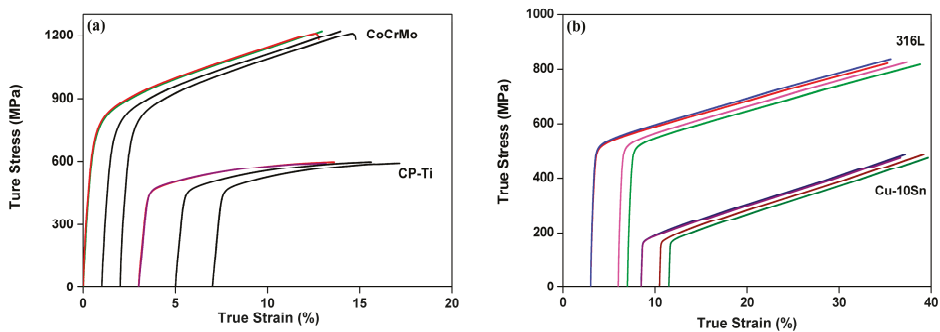 (a)
1200
900
600
300
0
Ture Stress (MPa)
CoCrMo
CP-Ti
0 5 10 15 20
True Strain (%)
(b)
1000
800
600
400
200
0
True Stress (MPa)
316L
Cu-10Sn
0 10 20 30 40
True Strain (%)